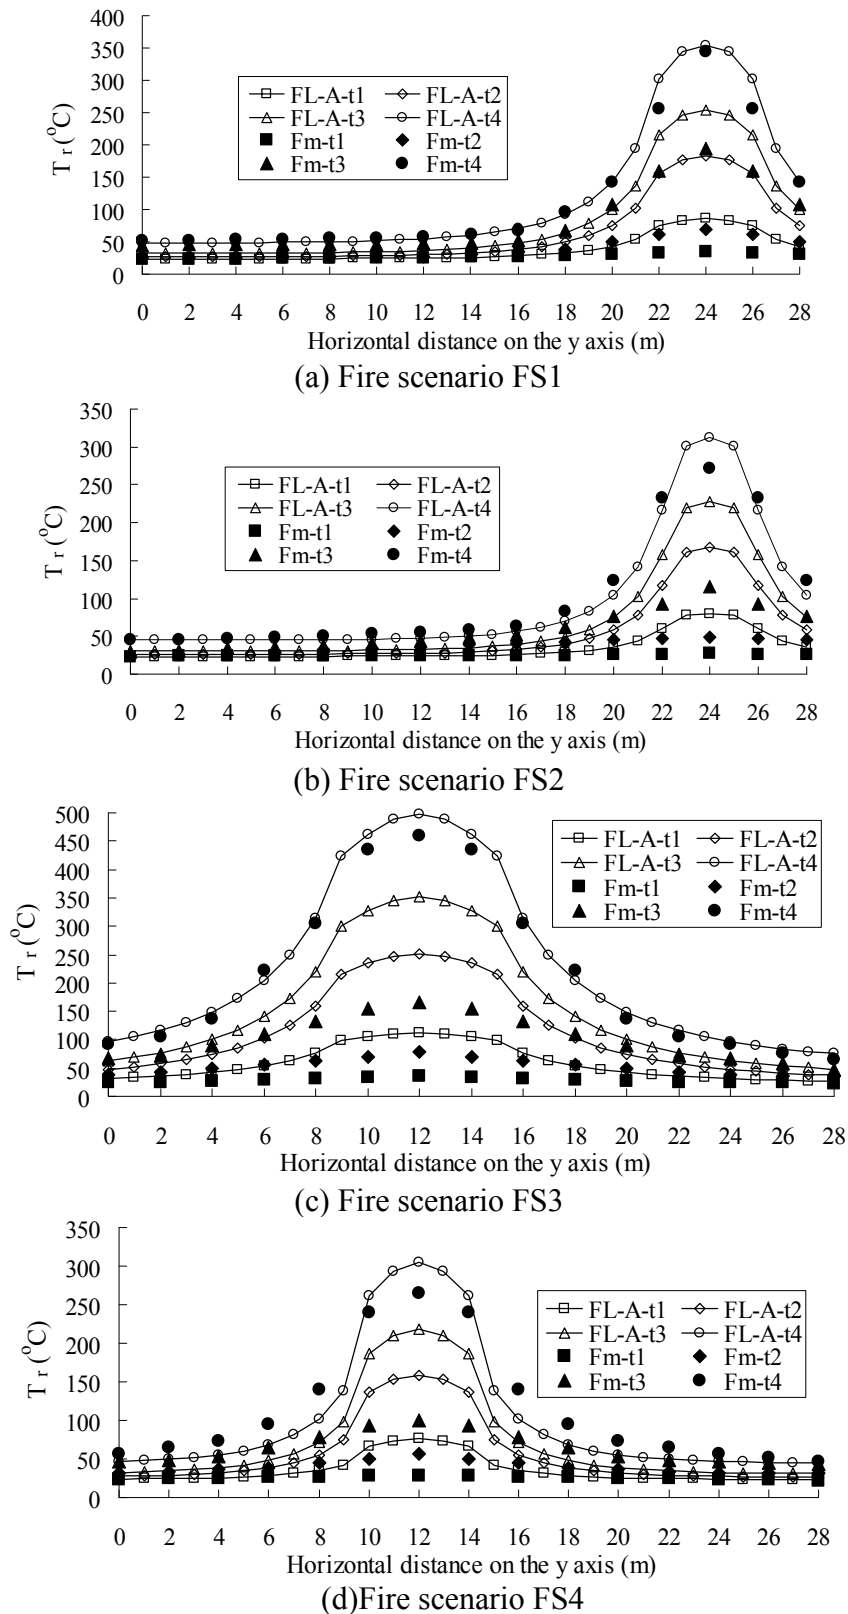 400
350
300
250
200
150
100
50
0
T r (°C)
FL-A-t1 FL-A-t2
FL-A-t3 FL-A-t4
Fm-t1 Fm-t2
Fm-t3 Fm-t4
0 2 4 6 8 10 12 14 16 18 20 22 24 26 28
Horizontal distance on the y axis (m)
(a) Fire scenario FS1
350
300
250
200
150
100
50
0
T r (°C)
FL-A-t1 FL-A-t2
FL-A-t3 FL-A-t4
Fm-t1 Fm-t2
Fm-t3 Fm-t4
0 2 4 6 8 10 12 14 16 18 20 22 24 26 28
Horizontal distance on the y axis (m)
(b) Fire scenario FS2
500
450
400
350
300
250
200
150
100
50
0
T r (°C)
FL-A-t1 FL-A-t2
FL-A-t3 FL-A-t4
Fm-t1 Fm-t2
Fm-t3 Fm-t4
0 2 4 6 8 10 12 14 16 18 20 22 24 26 28
Horizontal distance on the y axis (m)
(c) Fire scenario FS3
350
300
250
200
150
100
50
0
T r (°C)
FL-A-t1 FL-A-t2
FL-A-t3 FL-A-t4
Fm-t1 Fm-t2
Fm-t3 Fm-t4
0 2 4 6 8 10 12 14 16 18 20 22 24 26 28
Horizontal distance on the y axis (m)
(d)Fire scenario FS4